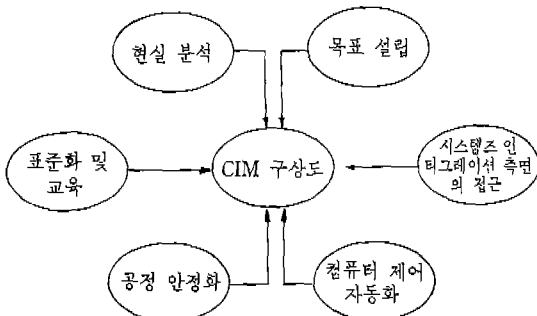 현실 분석
목표 설립
표준화 및
교육
CIM 구상도
시스템즈 인
티그레이션 측면
의 접근
공정 안정화
컴퓨터 제어
자동화